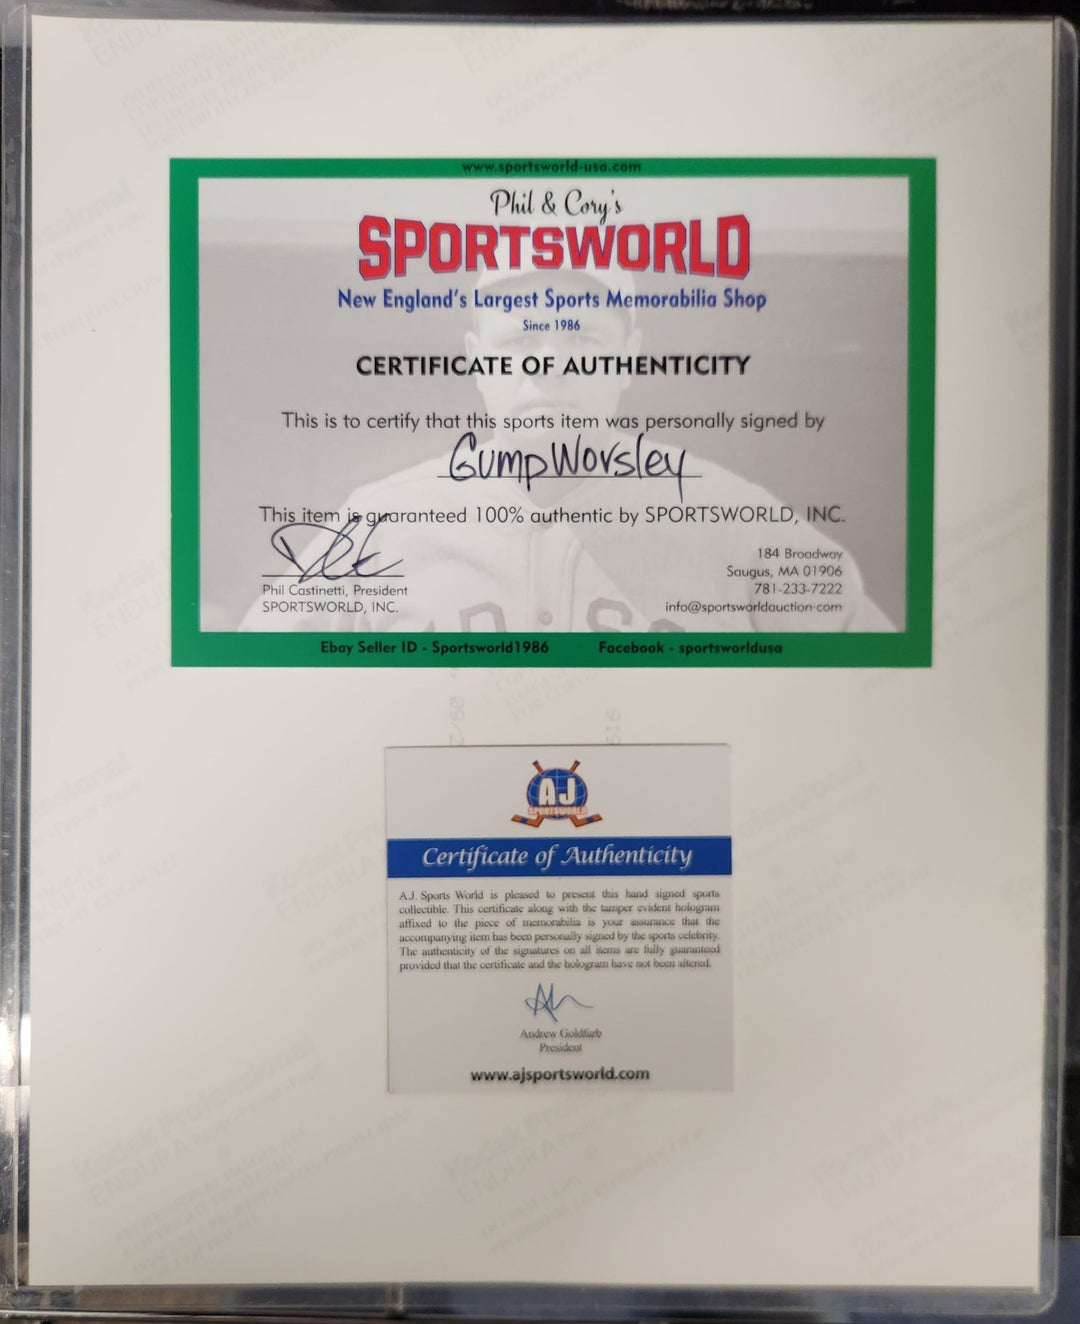 www.sportsworld-usa.com
Phil & Cory's
SPORTSWORLD
New England's Largest Sports Memorabilia Shop
Since 1986
CERTIFICATE OF AUTHENTICITY
This is to certify that this sports item was personally signed by
Gump Worsley
This item is guaranteed 100% authentic by SPORTSWORLD, INC.
Phil Castinetti, President
SPORTSWORLD, INC.
184 Broadway
Saugus, MA 01906
781-233-7222
info@sportsworldauction.com
Ebay Seller ID - Sportsworld1986
Facebook - sportsworldusa
AJ
SPORTSWORLD
Certificate of Authenticity
A.J. Sports World is pleased to present this hand signed sports
collectible. This certificate along with the tamper evident hologram
affixed to the piece of memorabilia is your assurance that the
accompanying item has been personally signed by the sports celebrity.
The authenticity of the signatures on all items are fully guaranteed
provided that the certificate and the hologram have not been altered.
Andrew Goldfarb
President
www.ajsportsworld.com
Kodak Professional
ENDURA